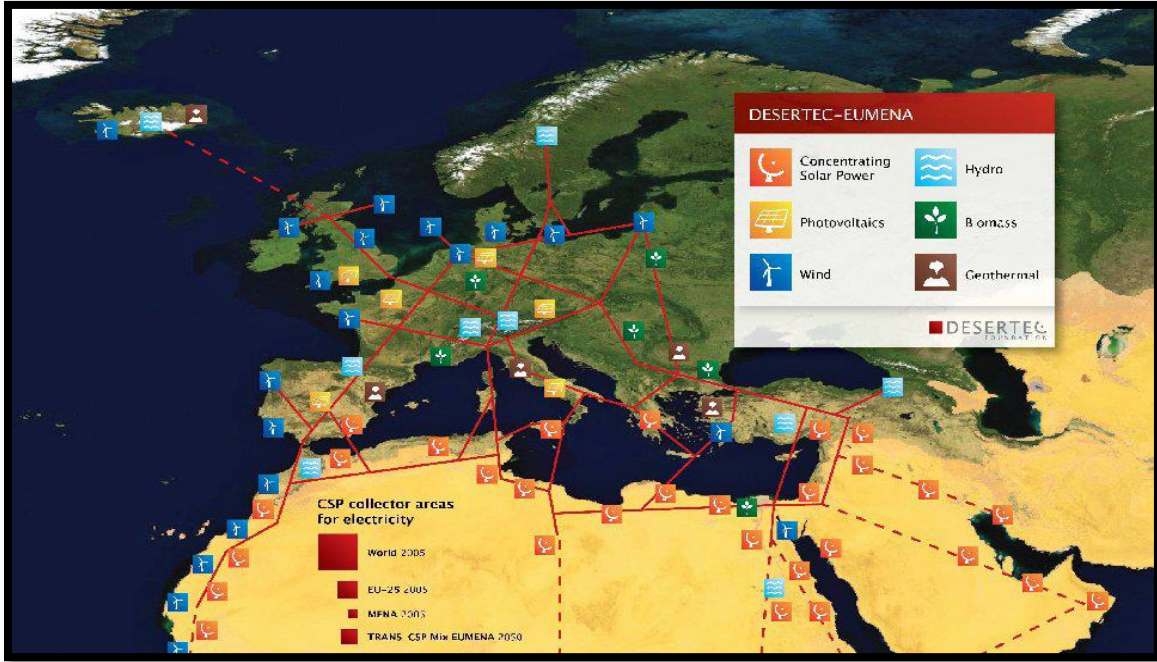 DESERTEC-EUMENA
Concentrating
Solar Power
Hydro
Photovoltaics
Biomass
Wind
Geothermal
DESERTEC
FOUNDATION
CSP collector areas
for electricity
World 2005
EU-25 2005
MENA 2005
TRANS-CSP Mix EUMENA 2050